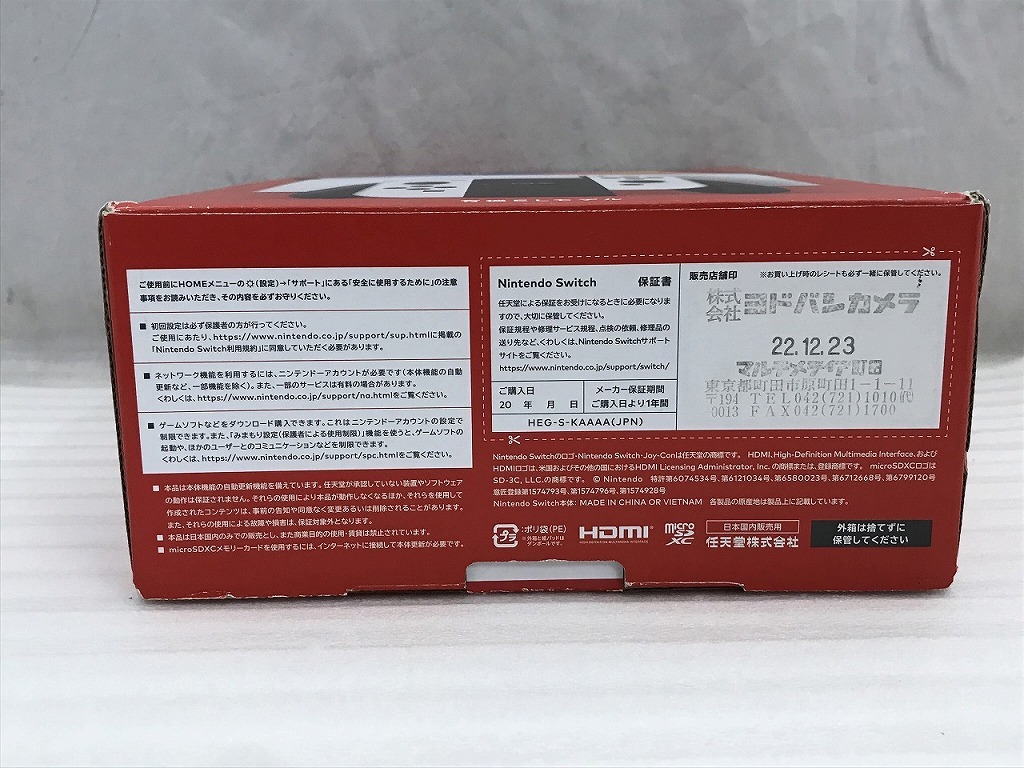 有機ELモデル
ご使用前にHOMEメニューの(設定)→「サポート」にある「安全に使用するために」の注意
事項をお読みいただき、その内容を必ずお守りください。
■ 初回設定は必ず保護者の方が行ってください。
ご使用にあたり、https://www.nintendo.co.jp/support/sup.htmlに掲載の
「Nintendo Switch利用規約」に同意していただく必要があります。
■ ネットワーク機能を利用するには、ニンテンドーアカウントが必要です(本体機能の自動
更新など、一部機能を除く)。また、一部のサービスは有料の場合があります。
くわしくは、https://www.nintendo.co.jp/support/na.htmlをご覧ください。
■ ゲームソフトなどをダウンロード購入できます。これはニンテンドーアカウントの設定で
制限できます。また、「みまもり設定(保護者による使用制限)」機能を使うと、ゲームソフトの
起動や、ほかのユーザーとのコミュニケーションなどを制限できます。
くわしくは、https://www.nintendo.co.jp/support/spc.htmlをご覧ください。
■ 本品は本体機能の自動更新機能を備えています。任天堂が承認していない装置やソフトウェア
の動作は保証されません。それらの使用により本品が動作しなくなるほか、それらを使用して
作成されたコンテンツは、事前の告知や同意なく変更あるいは削除されることがあります。
また、それらの使用による故障や損害は、保証対象外となります。
■ 本品は日本国内のみでの販売とし、また商業目的の使用・賃貸は禁止されています。
■ microSDXCメモリーカードを使用するには、インターネットに接続して本体更新が必要です。
Nintendo Switch 保証書
任天堂による保証をお受けになるときに必要になりま
すので、大切に保管してください。
保証規程や修理サービス規程、点検の依頼、修理品の
送り先など、くわしくは、Nintendo Switchサポート
サイトをご覧ください。
https://www.nintendo.co.jp/support/switch/
ご購入日 メーカー保証期間
20 年 月 日 ご購入日より1年間
HEG-S-KAAAA(JPN)
販売店舗印 ※お買い上げ時のレシートも必ず一緒に保管してください。
株式会社 ヨドバシカメラ
22.12.23
マルチメディア町田
東京都町田市原町田1-1-11
〒194 TEL042(721)1010代
0013 FAX042(721)1700
Nintendo Switchのロゴ・Nintendo Switch・Joy-Conは任天堂の商標です。 HDMI、High-Definition Multimedia Interface、および
HDMIロゴは、米国およびその他の国におけるHDMI Licensing Administrator, Inc. の商標または、登録商標です。 microSDXCロゴは
SD-3C, LLC.の商標です。 © Nintendo 特許第6074534号、第6121034号、第6580023号、第6712668号、第6799120号
意匠登録第1574793号、第1574796号、第1574928号
Nintendo Switch本体: MADE IN CHINA OR VIETNAM 各製品の原産地は製品上に記載しています。
プラ :ポリ袋(PE)
※外箱と紙パッドは
ダンボールです。
HDMI
HIGH-DEFINITION MULTIMEDIA INTERFACE
micro
SD
XC
日本国内販売用
任天堂株式会社
外箱は捨てずに
保管してください